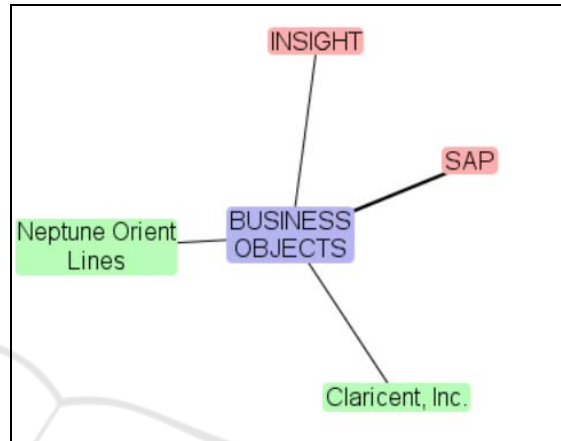 INSIGHT
SAP
BUSINESS
OBJECTS
Neptune Orient
Lines
Claricent, Inc.